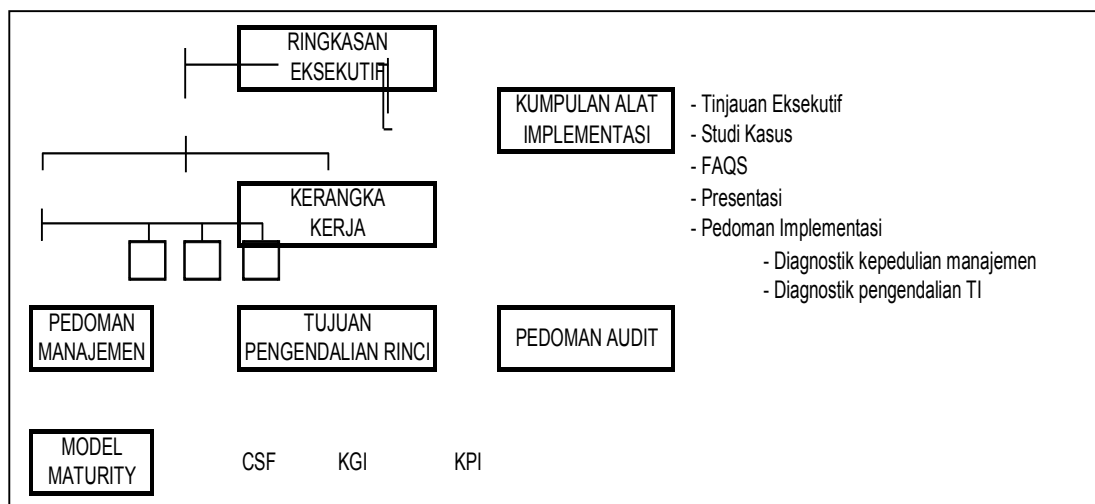 RINGKASAN
EKSEKUTIF
KUMPULAN ALAT
IMPLEMENTASI
- Tinjauan Eksekutif
- Studi Kasus
- FAQS
- Presentasi
- Pedoman Implementasi
- Diagnostik kepedulian manajemen
- Diagnostik pengendalian TI
KERANGKA
KERJA
PEDOMAN
MANAJEMEN
TUJUAN
PENGENDALIAN RINCI
PEDOMAN AUDIT
MODEL
MATURITY
CSF
KGI
KPI